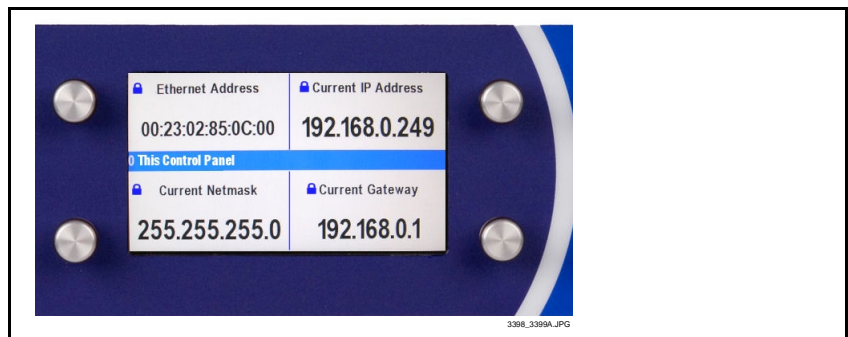 Ethernet Address
Current IP Address
00:23:02:85:0C:00
192.168.0.249
0 This Control Panel
Current Netmask
Current Gateway
255.255.255.0
192.168.0.1
3398_3399A.JPG